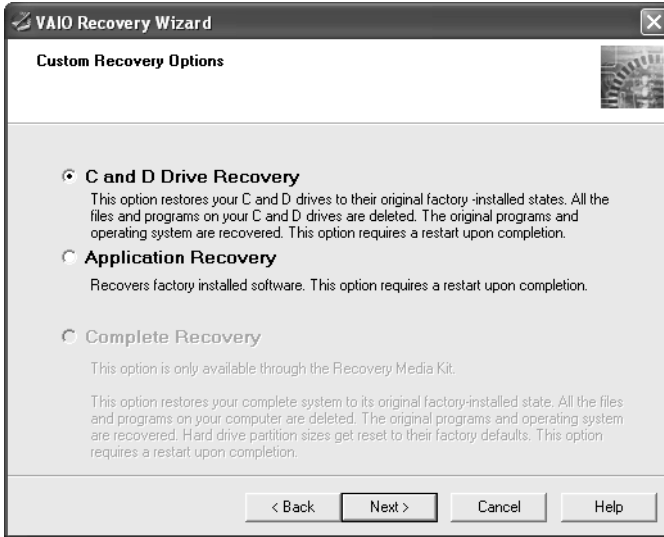 VAIO Recovery Wizard
Custom Recovery Options
C and D Drive Recovery
This option restores your C and D drives to their original factory -installed states. All the
files and programs on your C and D drives are deleted. The original programs and
operating system are recovered. This option requires a restart upon completion.
Application Recovery
Recovers factory installed software. This option requires a restart upon completion.
Complete Recovery
This option is only available through the Recovery Media Kit.
This option restores your complete system to its original factory-installed state. All the files
and programs on your computer are deleted. The original programs and operating system
are recovered. Hard drive partition sizes get reset to their factory defaults. This option
requires a restart upon completion.
< Back
Next >
Cancel
Help